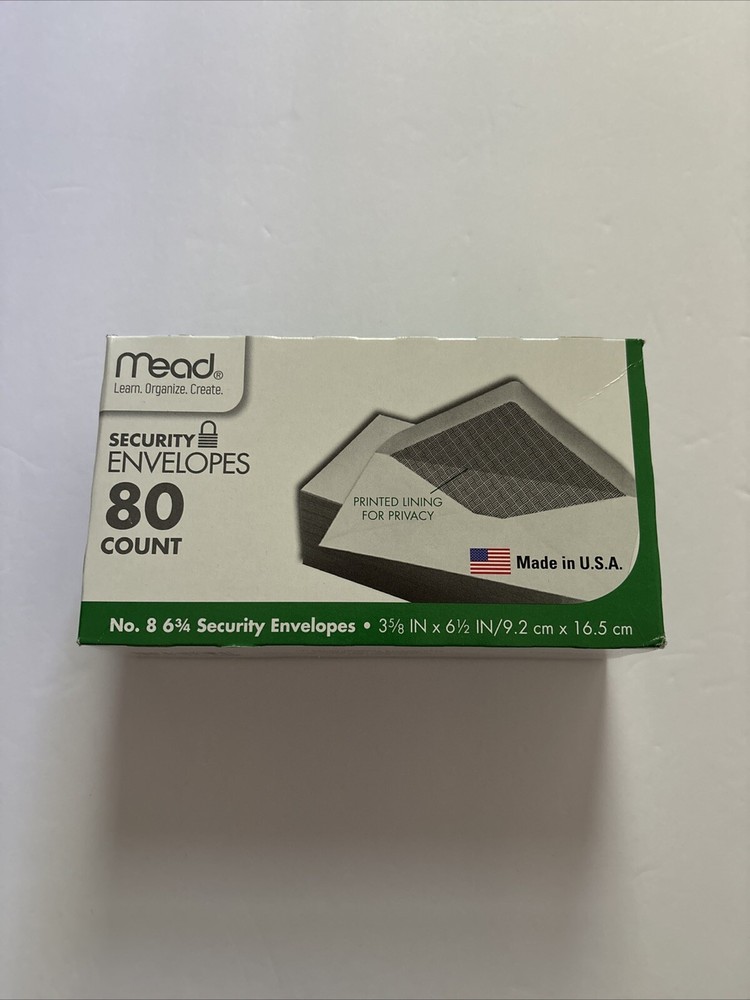 Mead®
Learn. Organize. Create.
SECURITY
ENVELOPES
80
COUNT
PRINTED LINING
FOR PRIVACY
Made in U.S.A.
No. 8 6¾ Security Envelopes • 3⅝ IN x 6½ IN/9.2 cm x 16.5 cm